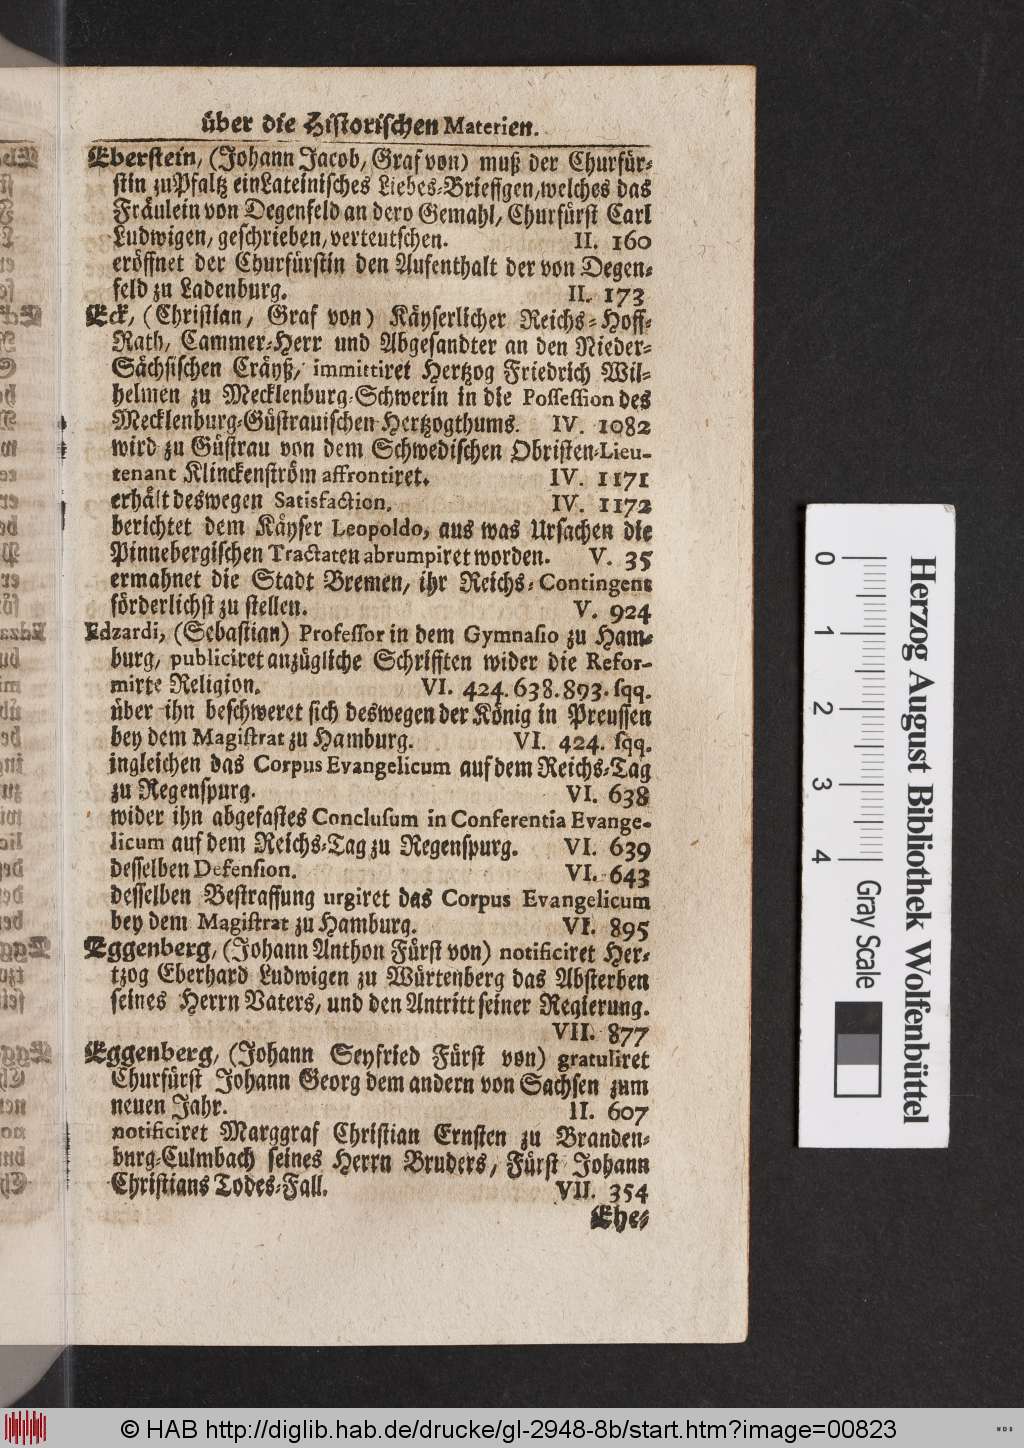 über die Historischen Materien.
Eberstein, (Johann Jacob, Graf von) muß der Churfür-
stin zu Pfaltz ein Lateinisches Liebes-Brieffgen, welches das
Fräulein von Degenfeld an dero Gemahl, Churfürst Carl
Ludwigen, geschrieben, verteutschen. II. 160
eröffnet der Churfürstin den Aufenthalt der von Degen-
feld zu Ladenburg. II. 173
Eck, (Christian, Graf von) Käyserlicher Reichs-Hoff-
Rath, Cammer-Herr und Abgesandter an den Nieder-
Sächsischen Cräyß, immittiret Hertzog Friedrich Wil-
helmen zu Mecklenburg-Schwerin in die Possession des
Mecklenburg-Güstrauischen Hertzogthums. IV. 1082
wird zu Güstrau von dem Schwedischen Obristen-Lieu-
tenant Klinckenström affrontiret. IV. 1171
erhält deswegen Satisfaction. IV. 1172
berichtet dem Käyser Leopoldo, aus was Ursachen die
Pinnebergischen Tractaten abrumpiret worden. V. 35
ermahnet die Stadt Bremen, ihr Reichs-Contingent
förderlichst zu stellen. V. 924
Edzardi, (Sebastian) Professor in dem Gymnasio zu Ham-
burg, publiciret anzügliche Schrifften wider die Refor-
mirte Religion. VI. 424. 638. 893. sqq.
über ihn beschweret sich deswegen der König in Preussen
bey dem Magistrat zu Hamburg. VI. 424. sqq.
ingleichen das Corpus Evangelicum auf dem Reichs-Tag
zu Regenspurg. VI. 638
wider ihn abgefastes Conclusum in Conferentia Evange-
licum auf dem Reichs-Tag zu Regenspurg. VI. 639
desselben Defension. VI. 643
desselben Bestraffung urgiret das Corpus Evangelicum
bey dem Magistrat zu Hamburg. VI. 895
Eggenberg, (Johann Anthon Fürst von) notificiret Her-
tzog Eberhard Ludwigen zu Würtenberg das Absterben
seines Herrn Vaters, und den Antritt seiner Regierung.
VII. 877
Eggenberg, (Johann Seyfried Fürst von) gratuliret
Churfürst Johann Georg dem andern von Sachsen zum
neuen Jahr. II. 607
notificiret Marggraf Christian Ernsten zu Branden-
burg-Culmbach seines Herrn Bruders, Fürst Johann
Christians Todes-Fall. VII. 354
Ehe-
0 1 2 3 4 Gray Scale
Herzog August Bibliothek Wolfenbüttel
© HAB http://diglib.hab.de/drucke/gl-2948-8b/start.htm?image=00823